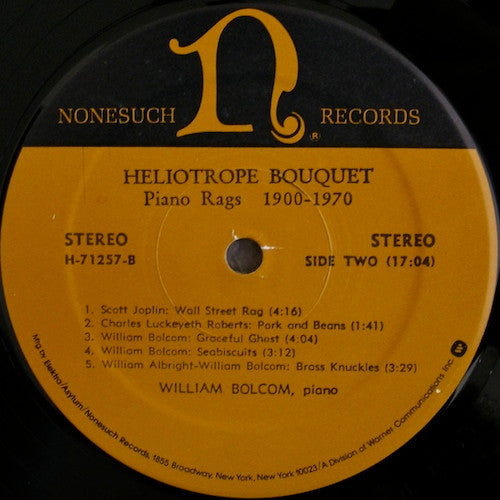 NONESUCH n RECORDS
®
HELIOTROPE BOUQUET
Piano Rags 1900-1970
STEREO STEREO
H-71257-B SIDE TWO (17:04)
1. Scott Joplin: Wall Street Rag (4:16)
2. Charles Luckeyeth Roberts: Pork and Beans (1:41)
3. William Bolcom: Graceful Ghost (4:04)
4. William Bolcom: Seabiscuits (3:12)
5. William Albright-William Bolcom: Brass Knuckles (3:29)
WILLIAM BOLCOM, piano
Mfg by Elektra/Asylum/Nonesuch Records, 1855 Broadway, New York, New York 10023/A Division of Warner Communications Inc.